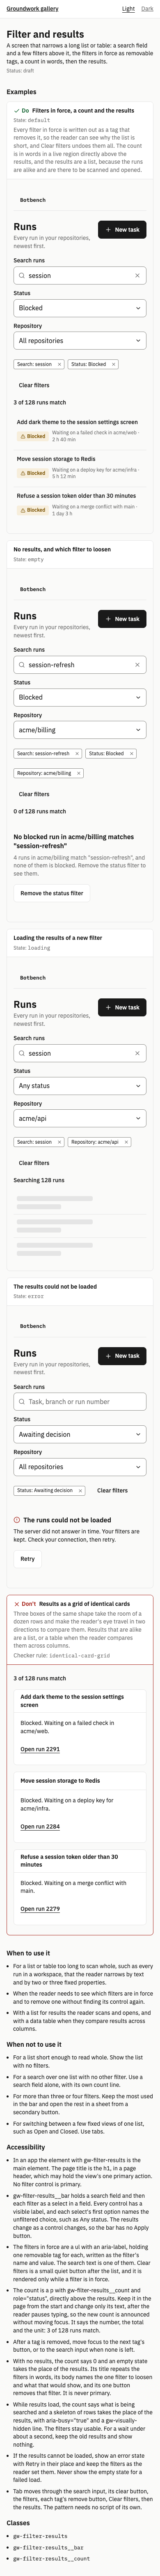 Groundwork gallery
Light
Dark
Filter and results
A screen that narrows a long list or table: a search field and a few filters above it, the filters in force as removable tags, a count in words, then the results.
Status: draft
Examples
Do Filters in force, a count and the results
State: default
Every filter in force is written out as a tag that removes it, so the reader can see why the list is short, and Clear filters undoes them all. The count is in words in a live region directly above the results, and the results are a list, because the runs are alike and are there to be scanned and opened.
Botbench
Runs
Every run in your repositories, newest first.
New task
Search runs
session
Status
Blocked
Repository
All repositories
Search: session
Status: Blocked
Clear filters
3 of 128 runs match
Add dark theme to the session settings screen
Blocked
Waiting on a failed check in acme/web · 2 h 40 min
Move session storage to Redis
Blocked
Waiting on a deploy key for acme/infra · 5 h 12 min
Refuse a session token older than 30 minutes
Blocked
Waiting on a merge conflict with main · 1 day 3 h
No results, and which filter to loosen
State: empty
Botbench
Runs
Every run in your repositories, newest first.
New task
Search runs
session-refresh
Status
Blocked
Repository
acme/billing
Search: session-refresh
Status: Blocked
Repository: acme/billing
Clear filters
0 of 128 runs match
No blocked run in acme/billing matches "session-refresh"
4 runs in acme/billing match "session-refresh", and none of them is blocked. Remove the status filter to see them.
Remove the status filter
Loading the results of a new filter
State: loading
Botbench
Runs
Every run in your repositories, newest first.
New task
Search runs
session
Status
Any status
Repository
acme/api
Search: session
Repository: acme/api
Clear filters
Searching 128 runs
The results could not be loaded
State: error
Botbench
Runs
Every run in your repositories, newest first.
New task
Search runs
Task, branch or run number
Status
Awaiting decision
Repository
All repositories
Status: Awaiting decision
Clear filters
The runs could not be loaded
The server did not answer in time. Your filters are kept. Check your connection, then retry.
Retry
Don't Results as a grid of identical cards
Three boxes of the same shape take the room of a dozen rows and make the reader's eye travel in two directions to compare them. Results that are alike are a list, or a table when the reader compares them across columns.
Checker rule: identical-card-grid
3 of 128 runs match
Add dark theme to the session settings screen
Blocked. Waiting on a failed check in acme/web.
Open run 2291
Move session storage to Redis
Blocked. Waiting on a deploy key for acme/infra.
Open run 2284
Refuse a session token older than 30 minutes
Blocked. Waiting on a merge conflict with main.
Open run 2279
When to use it
For a list or table too long to scan whole, such as every run in a workspace, that the reader narrows by text and by two or three fixed properties.
When the reader needs to see which filters are in force and to remove one without finding its control again.
With a list for results the reader scans and opens, and with a data table when they compare results across columns.
When not to use it
For a list short enough to read whole. Show the list with no filters.
For a search over one list with no other filter. Use a search field alone, with its own count line.
For more than three or four filters. Keep the most used in the bar and open the rest in a sheet from a secondary button.
For switching between a few fixed views of one list, such as Open and Closed. Use tabs.
Accessibility
In an app the element with gw-filter-results is the main element. The page title is the h1, in a page header, which may hold the view's one primary action. No filter control is primary.
gw-filter-results__bar holds a search field and then each filter as a select in a field. Every control has a visible label, and each select's first option names the unfiltered choice, such as Any status. The results change as a control changes, so the bar has no Apply button.
The filters in force are a ul with an aria-label, holding one removable tag for each, written as the filter's name and value. The search text is one of them. Clear filters is a small quiet button after the list, and it is rendered only while a filter is in force.
The count is a p with gw-filter-results__count and role="status", directly above the results. Keep it in the page from the start and change only its text, after the reader pauses typing, so the new count is announced without moving focus. It says the number, the total and the unit: 3 of 128 runs match.
After a tag is removed, move focus to the next tag's button, or to the search input when none is left.
With no results, the count says 0 and an empty state takes the place of the results. Its title repeats the filters in words, its body names the one filter to loosen and what that would show, and its one button removes that filter. It is never primary.
While results load, the count says what is being searched and a skeleton of rows takes the place of the results, with aria-busy="true" and a gw-visually-hidden line. The filters stay usable. For a wait under about a second, keep the old results and show nothing.
If the results cannot be loaded, show an error state with Retry in their place and keep the filters as the reader set them. Never show the empty state for a failed load.
Tab moves through the search input, its clear button, the filters, each tag's remove button, Clear filters, then the results. The pattern needs no script of its own.
Classes
gw-filter-results
gw-filter-results__bar
gw-filter-results__count